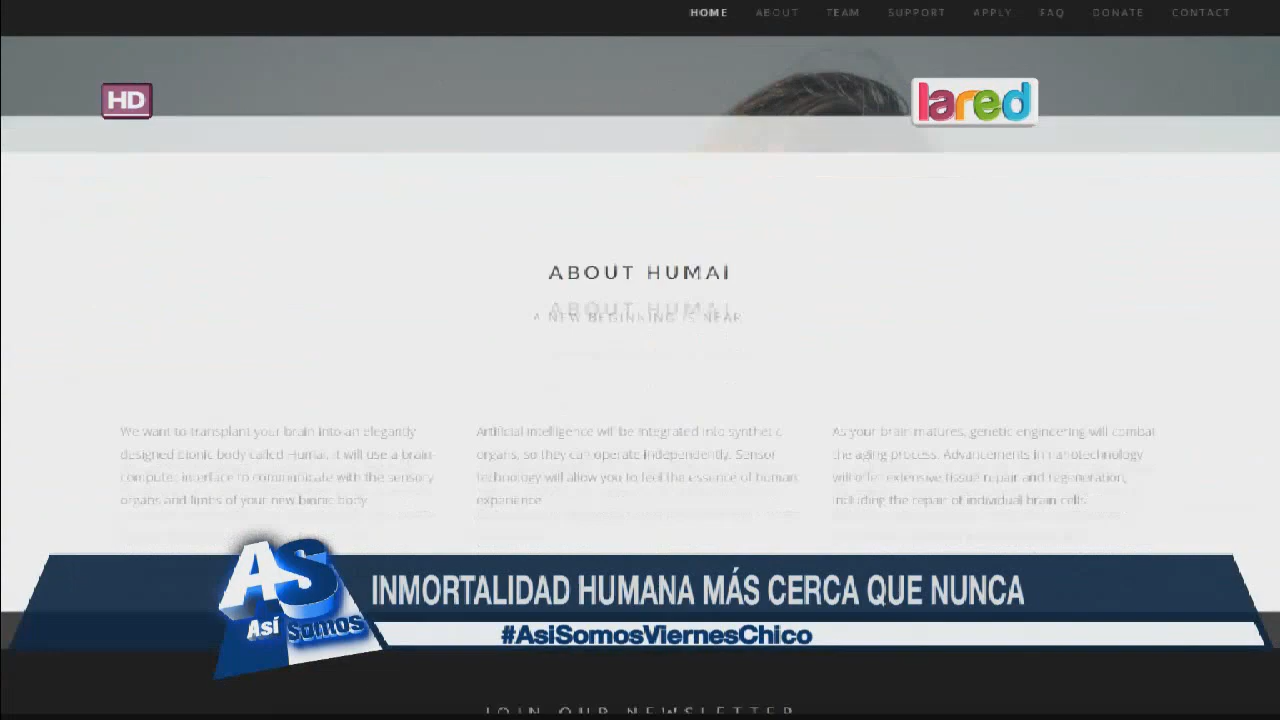 HOME ABOUT TEAM SUPPORT APPLY FAQ DONATE CONTACT
HD
lared
ABOUT HUMAI
ABOUT HUMAI
A NEW BEGINNING IS NEAR
We want to transplant your brain into an elegantly
designed bionic body called Humai. It will use a brain-
computer interface to communicate with the sensory
organs and limbs of your new bionic body
Artificial Intelligence will be integrated into synthetic
organs, so they can operate independently. Sensor
technology will allow you to feel the essence of human
experience
As your brain matures, genetic engineering will combat
the aging process. Advancements in nanotechnology
will offer extensive tissue repair and regeneration,
including the repair of individual brain cells.
AS
Así Somos
INMORTALIDAD HUMANA MÁS CERCA QUE NUNCA
#AsiSomosViernesChico
JOIN OUR NEWSLETTER